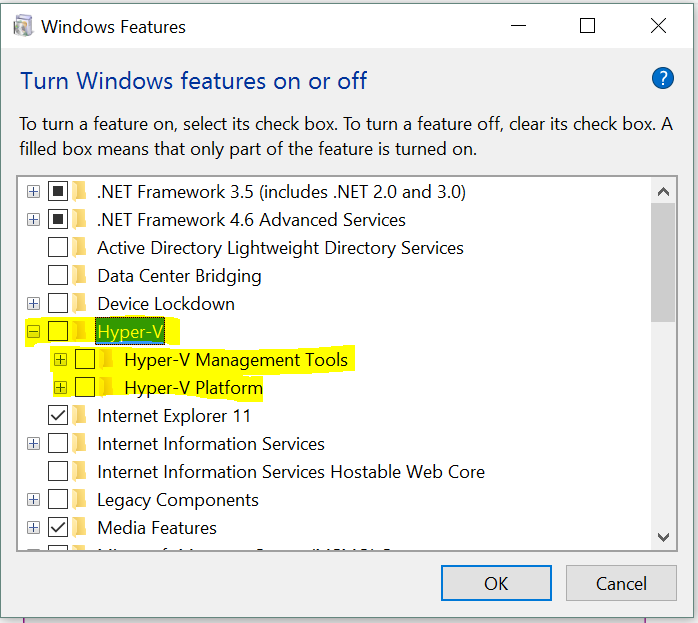 Windows Features
Turn Windows features on or off
?
To turn a feature on, select its check box. To turn a feature off, clear its check box. A
filled box means that only part of the feature is turned on.
.NET Framework 3.5 (includes .NET 2.0 and 3.0)
.NET Framework 4.6 Advanced Services
Active Directory Lightweight Directory Services
Data Center Bridging
Device Lockdown
Hyper-V
Hyper-V Management Tools
Hyper-V Platform
Internet Explorer 11
Internet Information Services
Internet Information Services Hostable Web Core
Legacy Components
Media Features
OK
Cancel